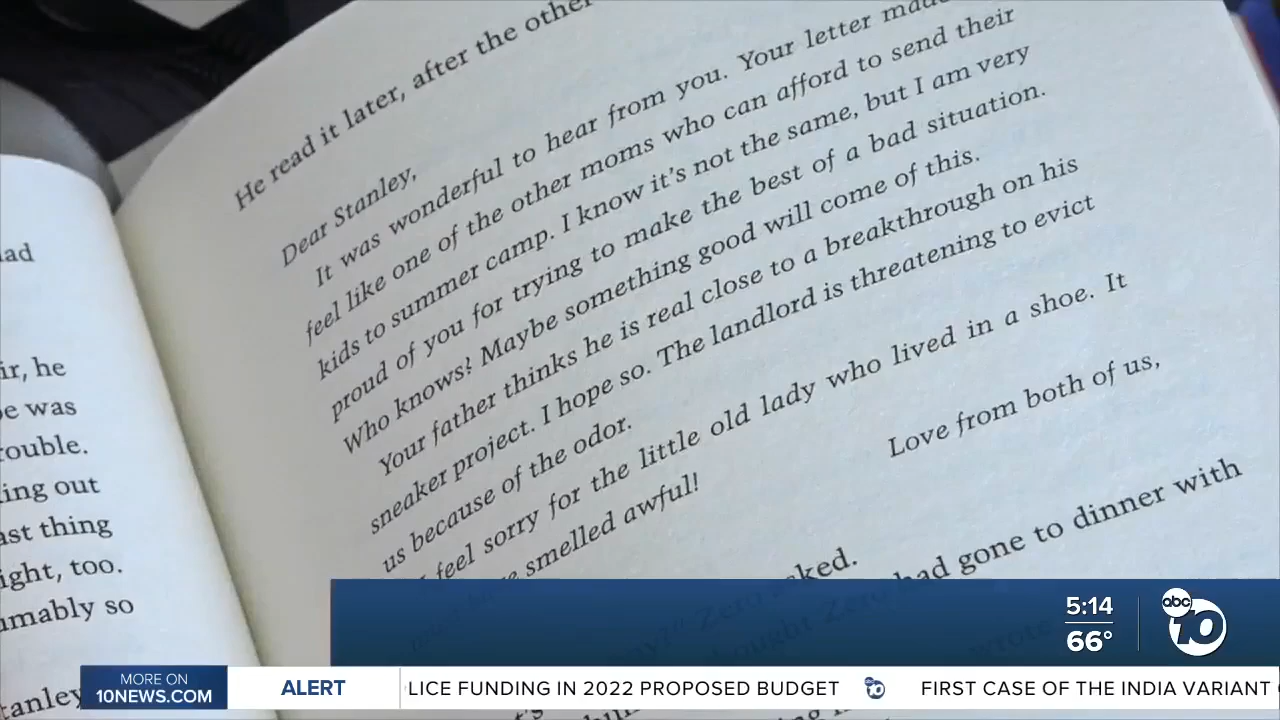 He read it later, after the other
Dear Stanley,
It was wonderful to hear from you. Your letter made
feel like one of the other moms who can afford to send their
kids to summer camp. I know it's not the same, but I am very
proud of you for trying to make the best of a bad situation.
Who knows? Maybe something good will come of this.
Your father thinks he is real close to a breakthrough on his
sneaker project. I hope so. The landlord is threatening to evict
us because of the odor.
feel sorry for the little old lady who lived in a shoe. It
smelled awful!
Love from both of us,
ked.
had gone to dinner with
ad
ir, he
e was
rouble.
ing out
ast thing
ight, too.
umably so
tanley
5:14
66°
abc
10
MORE ON
10NEWS.COM
ALERT
LICE FUNDING IN 2022 PROPOSED BUDGET
abc 10
FIRST CASE OF THE INDIA VARIANT